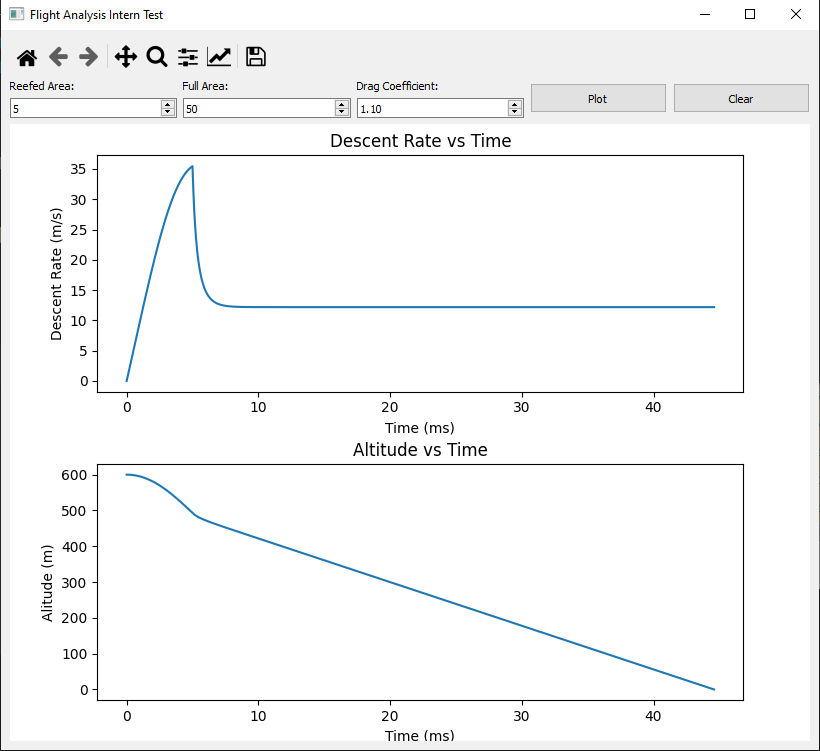 Flight Analysis Intern Test
Reefed Area: Full Area: Drag Coefficient:
5 50 1.10 Plot Clear
Descent Rate vs Time
Descent Rate (m/s)
35
30
25
20
15
10
5
0
0 10 20 30 40
Time (ms)
Altitude vs Time
Alitude (m)
600
500
400
300
200
100
0
0 10 20 30 40
Time (ms)